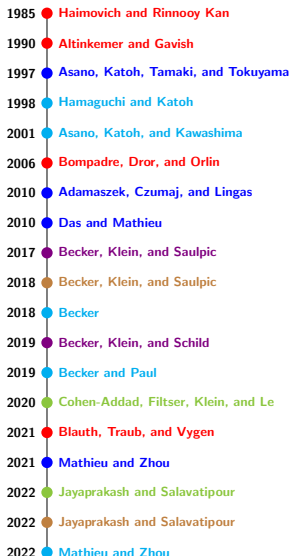 1985 Haimovich and Rinnooy Kan
1990 Altinkemer and Gavish
1997 Asano, Katoh, Tamaki, and Tokuyama
1998 Hamaguchi and Katoh
2001 Asano, Katoh, and Kawashima
2006 Bompadre, Dror, and Orlin
2010 Adamaszek, Czumaj, and Lingas
2010 Das and Mathieu
2017 Becker, Klein, and Saulpic
2018 Becker, Klein, and Saulpic
2018 Becker
2019 Becker, Klein, and Schild
2019 Becker and Paul
2020 Cohen-Addad, Filtser, Klein, and Le
2021 Blauth, Traub, and Vygen
2021 Mathieu and Zhou
2022 Jayaprakash and Salavatipour
2022 Jayaprakash and Salavatipour
2022 Mathieu and Zhou